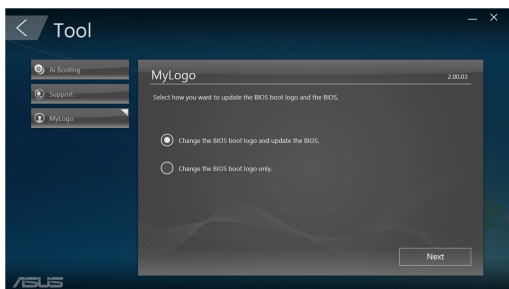 Tool
Ai Booting
Support
MyLogo
MyLogo
2.00.03
Select how you want to update the BIOS boot logo and the BIOS.
Change the BIOS boot logo and update the BIOS.
Change the BIOS boot logo only.
Next
ASUS